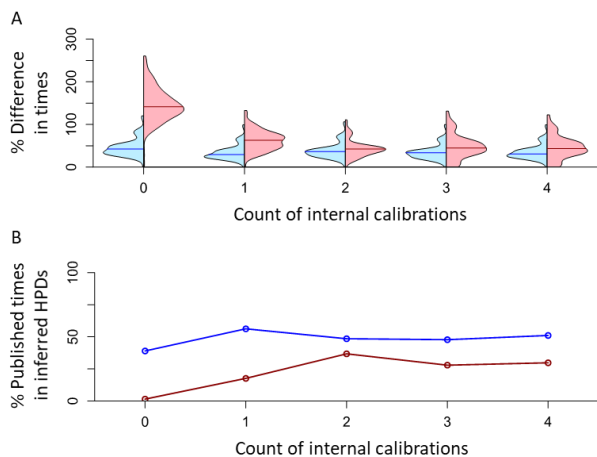 A
% Difference
in times
300
200
100
0
0 1 2 3 4
Count of internal calibrations
B
% Published times
in inferred HPDs
100
50
0
0 1 2 3 4
Count of internal calibrations